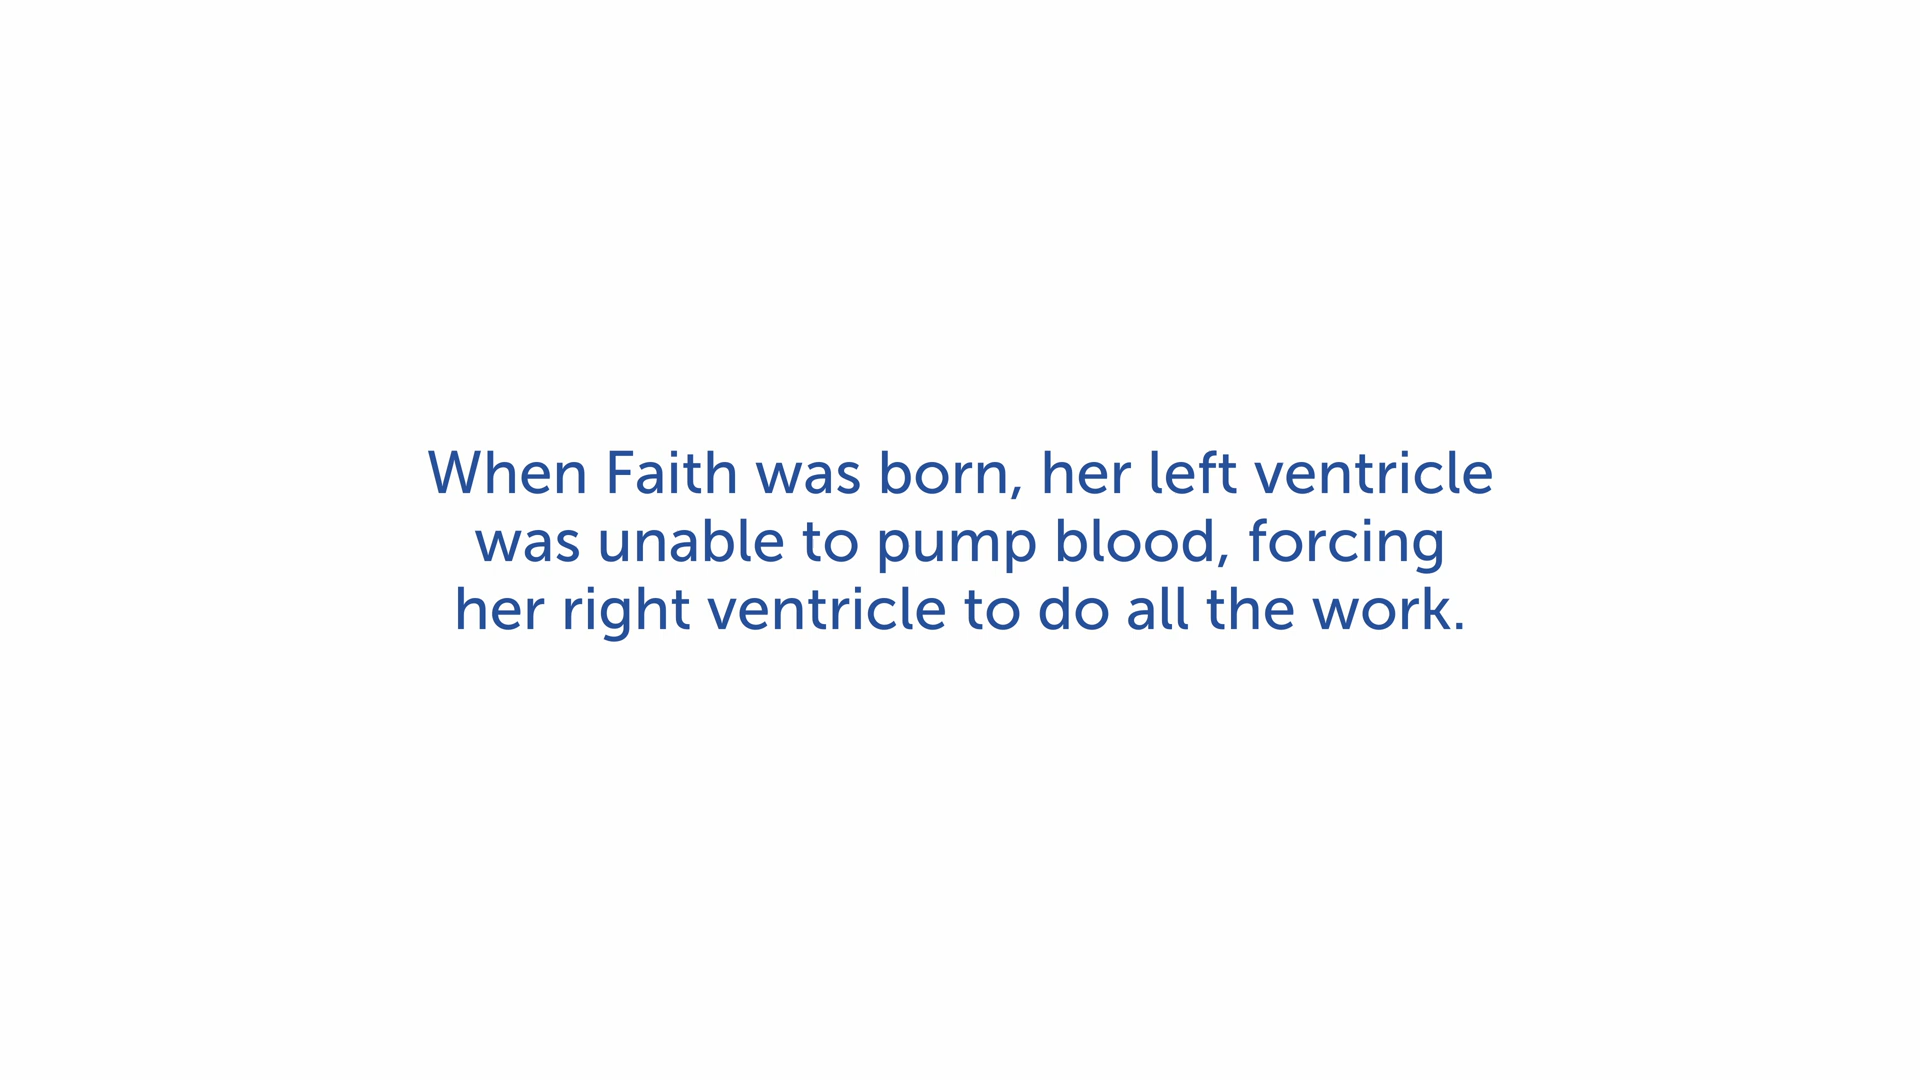 When Faith was born, her left ventricle
was unable to pump blood, forcing
her right ventricle to do all the work.